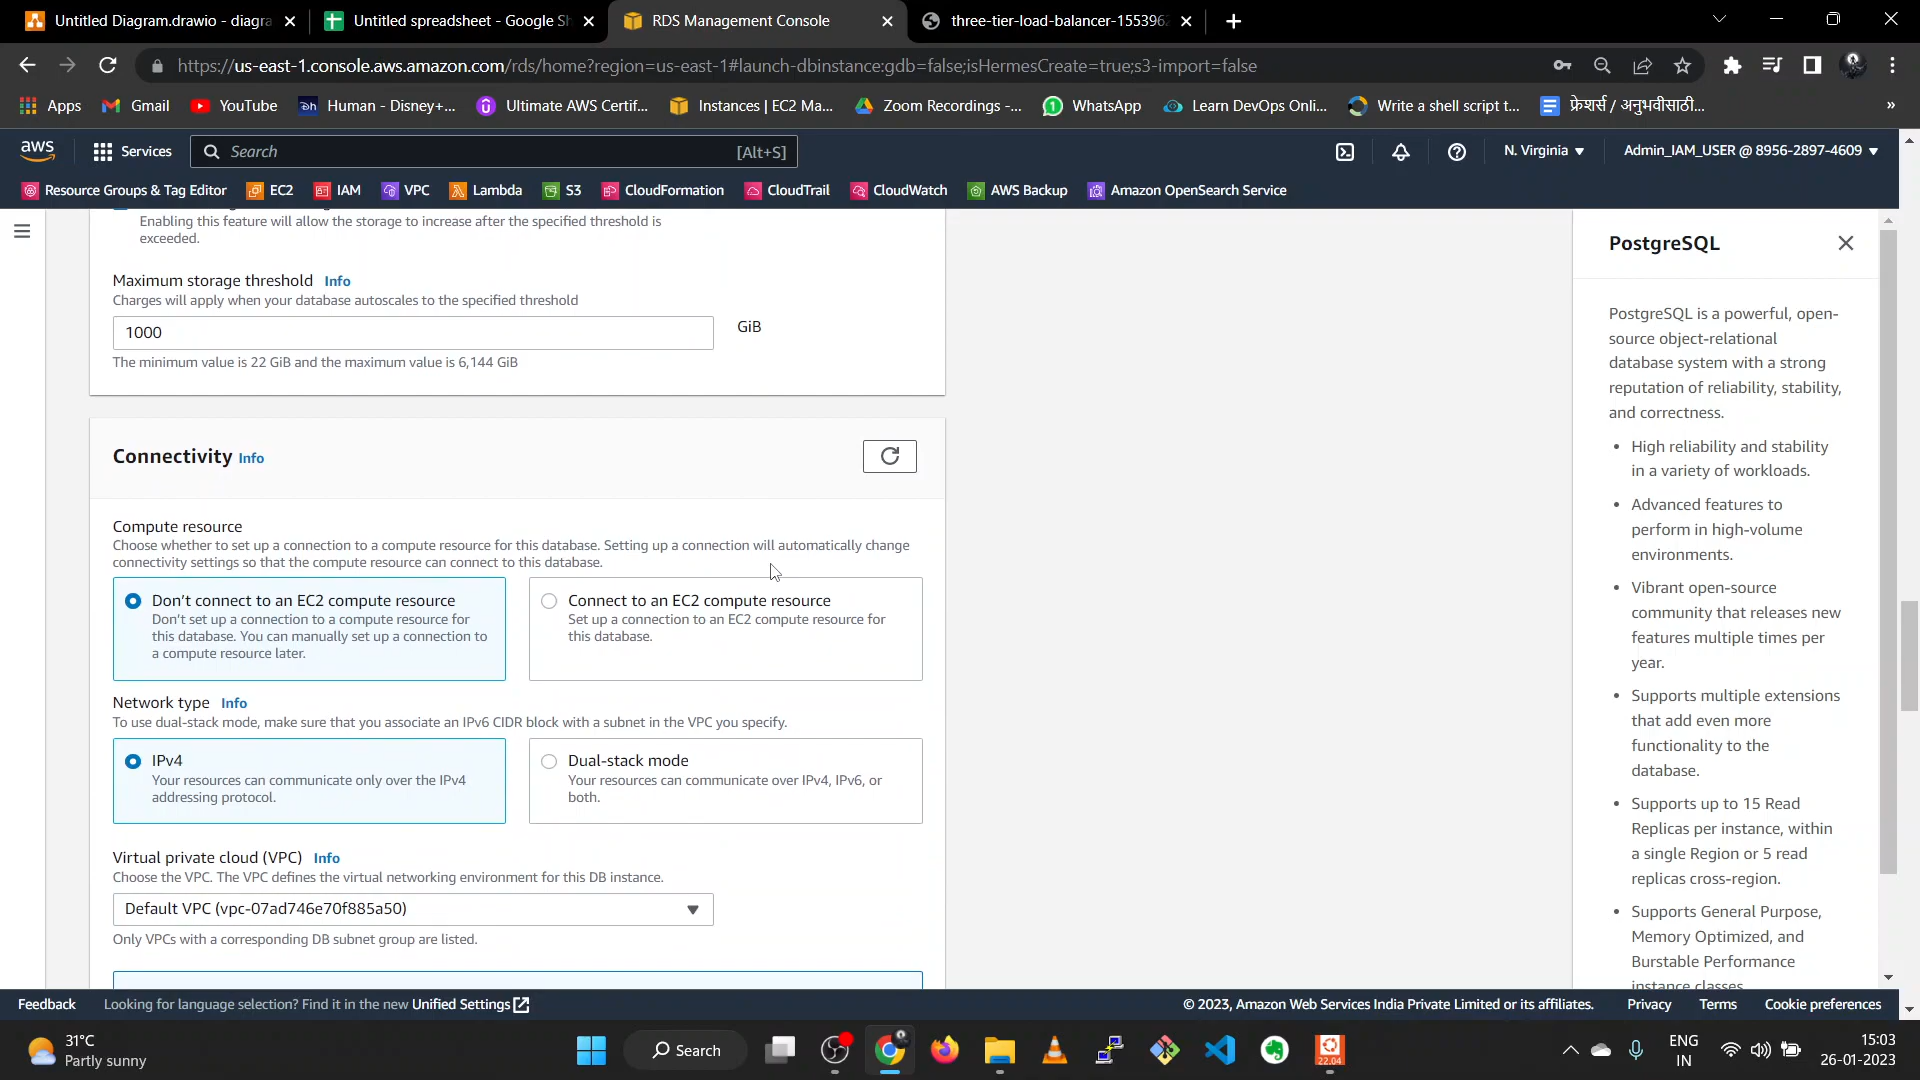 Untitled Diagram.drawio - diagra
Untitled spreadsheet - Google Sh
RDS Management Console
three-tier-load-balancer-155396
https://us-east-1.console.aws.amazon.com/rds/home?region=us-east-1#launch-dbinstance:gdb=false;isHermesCreate=true;s3-import=false
Apps
Gmail
YouTube
Human - Disney+...
Ultimate AWS Certif...
Instances | EC2 Ma...
Zoom Recordings -...
WhatsApp
Learn DevOps Onli...
Write a shell script t...
फ्रेशर्स / अनुभवीसाठी...
»
aws
Services
Search
[Alt+S]
N. Virginia
Admin_IAM_USER @ 8956-2897-4609
Resource Groups & Tag Editor
EC2
IAM
VPC
Lambda
S3
CloudFormation
CloudTrail
CloudWatch
AWS Backup
Amazon OpenSearch Service
Enabling this feature will allow the storage to increase after the specified threshold is
exceeded.
Maximum storage threshold Info
Charges will apply when your database autoscales to the specified threshold
1000
GiB
The minimum value is 22 GiB and the maximum value is 6,144 GiB
Connectivity Info
Compute resource
Choose whether to set up a connection to a compute resource for this database. Setting up a connection will automatically change
connectivity settings so that the compute resource can connect to this database.
Don't connect to an EC2 compute resource
Don't set up a connection to a compute resource for
this database. You can manually set up a connection to
a compute resource later.
Connect to an EC2 compute resource
Set up a connection to an EC2 compute resource for
this database.
Network type Info
To use dual-stack mode, make sure that you associate an IPv6 CIDR block with a subnet in the VPC you specify.
IPv4
Your resources can communicate only over the IPv4
addressing protocol.
Dual-stack mode
Your resources can communicate over IPv4, IPv6, or
both.
Virtual private cloud (VPC) Info
Choose the VPC. The VPC defines the virtual networking environment for this DB instance.
Default VPC (vpc-07ad746e70f885a50)
Only VPCs with a corresponding DB subnet group are listed.
PostgreSQL
PostgreSQL is a powerful, open-
source object-relational
database system with a strong
reputation of reliability, stability,
and correctness.
• High reliability and stability
in a variety of workloads.
• Advanced features to
perform in high-volume
environments.
• Vibrant open-source
community that releases new
features multiple times per
year.
• Supports multiple extensions
that add even more
functionality to the
database.
• Supports up to 15 Read
Replicas per instance, within
a single Region or 5 read
replicas cross-region.
• Supports General Purpose,
Memory Optimized, and
Burstable Performance
instance classes
Feedback
Looking for language selection? Find it in the new Unified Settings
© 2023, Amazon Web Services India Private Limited or its affiliates.
Privacy
Terms
Cookie preferences
31°C
Partly sunny
Search
22.04
ENG
IN
15:03
26-01-2023